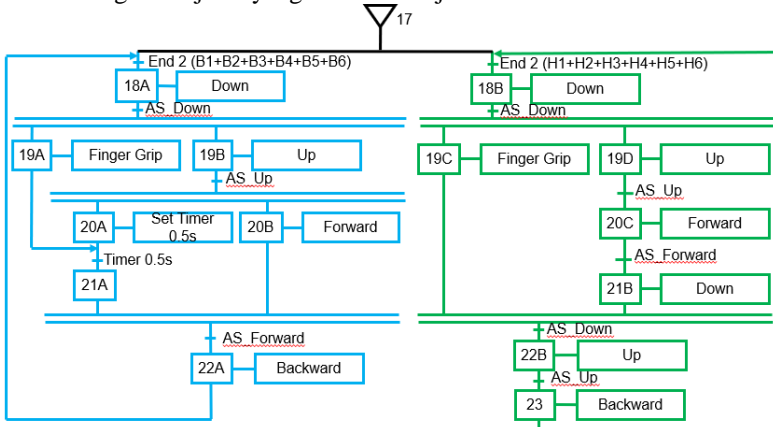 17
End 2 (B1+B2+B3+B4+B5+B6)
18A
Down
AS_Down
19A
Finger Grip
19B
Up
AS_Up
20A
Set Timer
0.5s
20B
Forward
Timer 0.5s
21A
AS_Forward
22A
Backward
End 2 (H1+H2+H3+H4+H5+H6)
18B
Down
AS_Down
19C
Finger Grip
19D
Up
AS_Up
20C
Forward
AS_Forward
21B
Down
AS_Down
22B
Up
AS_Up
23
Backward